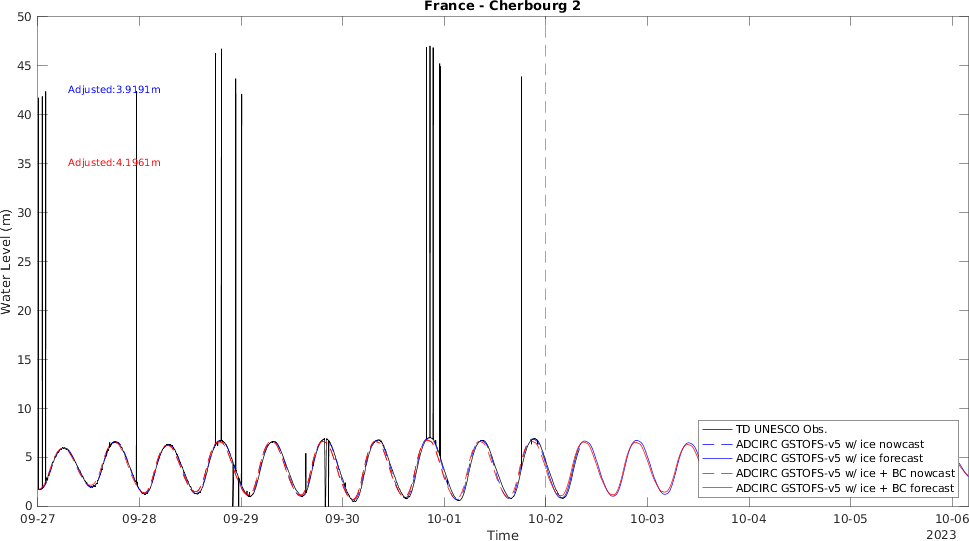 France - Cherbourg 2
50
45
40
35
30
25
20
15
10
5
0
Water Level (m)
Adjusted:3.9191m
Adjusted:4.1961m
TD UNESCO Obs.
ADCIRC GSTOFS-v5 w/ ice nowcast
ADCIRC GSTOFS-v5 w/ ice forecast
ADCIRC GSTOFS-v5 w/ ice + BC nowcast
ADCIRC GSTOFS-v5 w/ ice + BC forecast
09-27 09-28 09-29 09-30 10-01 10-02 10-03 10-04 10-05 10-06
Time
2023